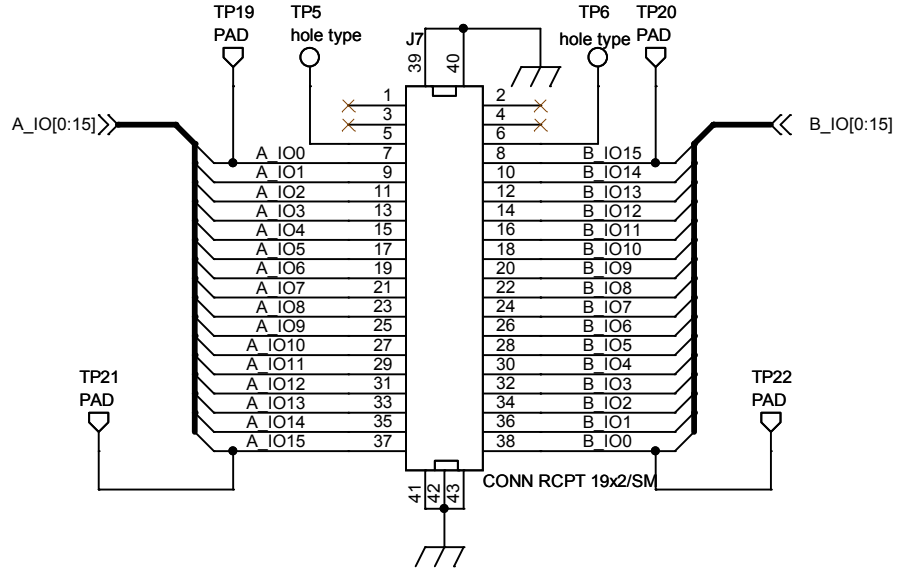 TP19
PAD
TP5
hole type
TP6
hole type
TP20
PAD
J7
39
40
A_IO[0:15]
B_IO[0:15]
1
2
3
4
5
6
A_IO0 7 8 B_IO15
A_IO1 9 10 B_IO14
A_IO2 11 12 B_IO13
A_IO3 13 14 B_IO12
A_IO4 15 16 B_IO11
A_IO5 17 18 B_IO10
A_IO6 19 20 B_IO9
A_IO7 21 22 B_IO8
A_IO8 23 24 B_IO7
A_IO9 25 26 B_IO6
A_IO10 27 28 B_IO5
A_IO11 29 30 B_IO4
A_IO12 31 32 B_IO3
A_IO13 33 34 B_IO2
A_IO14 35 36 B_IO1
A_IO15 37 38 B_IO0
TP21
PAD
TP22
PAD
CONN RCPT 19x2/SM
41
42
43